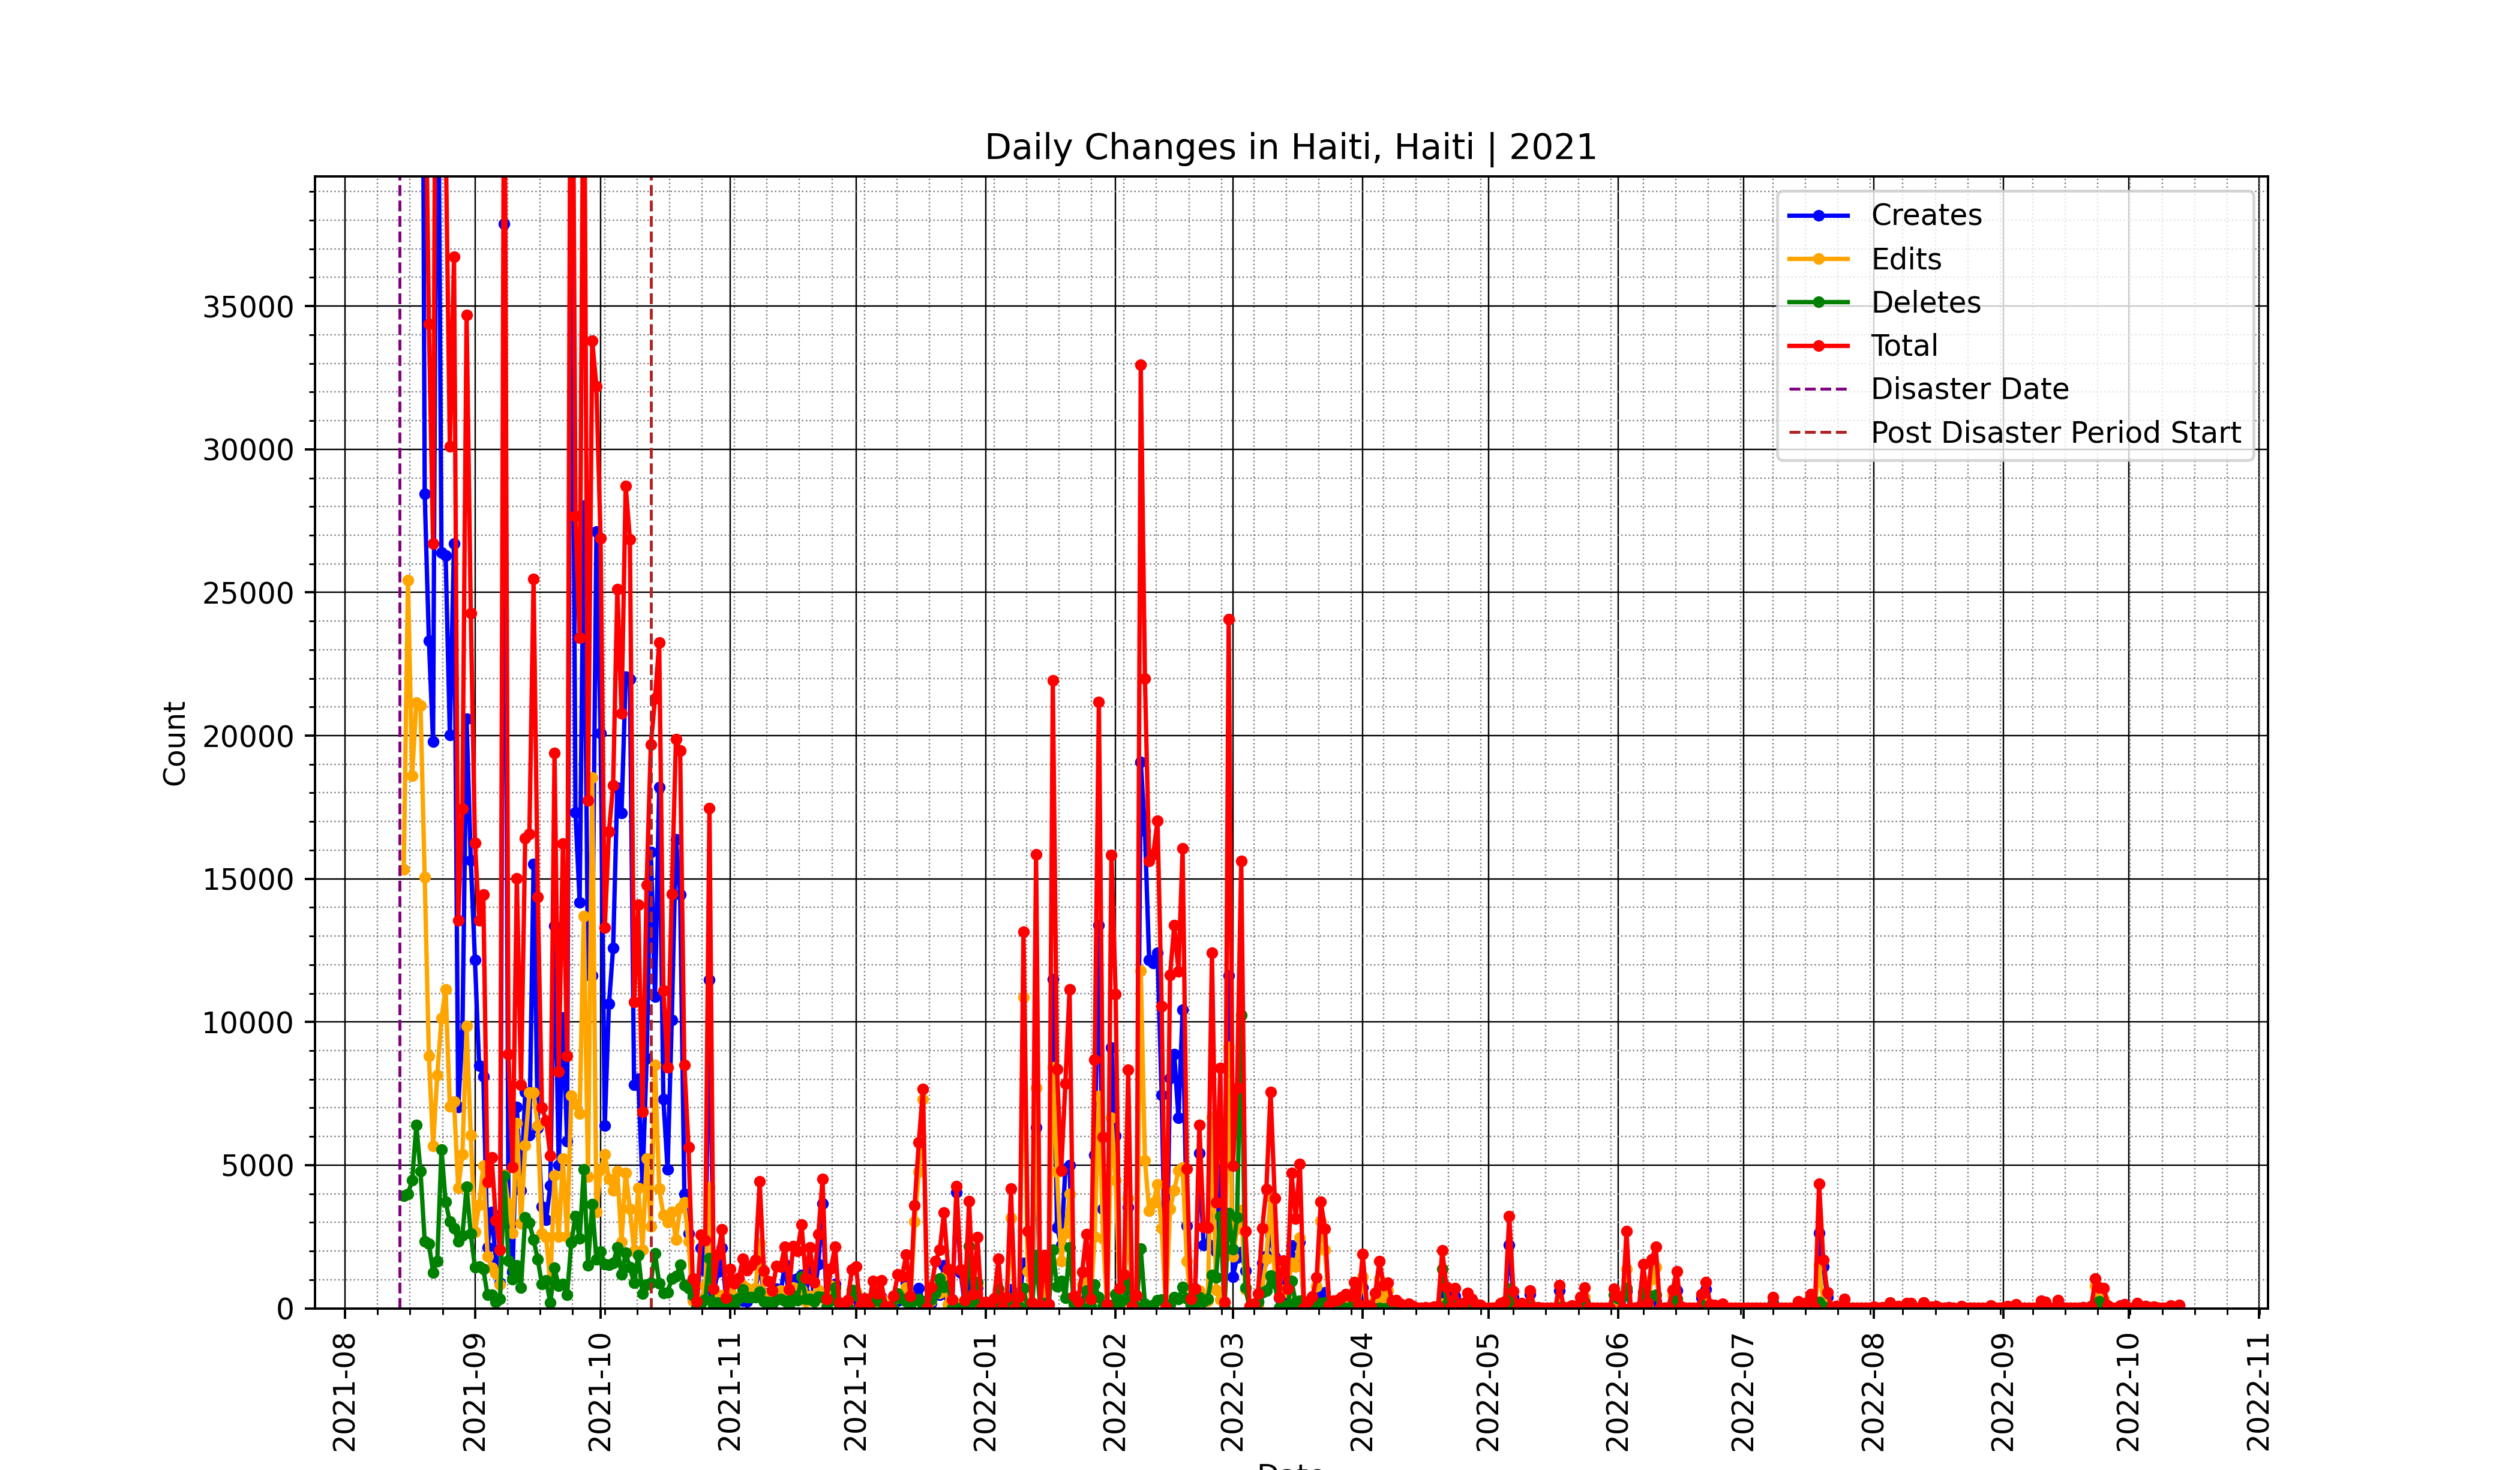 Daily Changes in Haiti, Haiti | 2021
Creates
Edits
Deletes
Total
Disaster Date
Post Disaster Period Start
Count
35000
30000
25000
20000
15000
10000
5000
0
2021-08
2021-09
2021-10
2021-11
2021-12
2022-01
2022-02
2022-03
2022-04
2022-05
2022-06
2022-07
2022-08
2022-09
2022-10
2022-11
Date